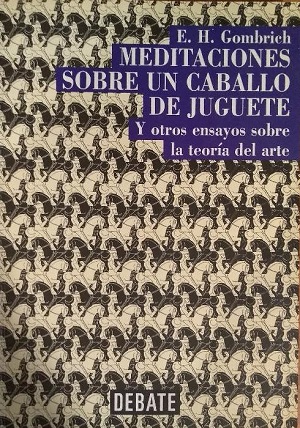 E. H. Gombrich
MEDITACIONES
SOBRE UN CABALLO
DE JUGUETE
Y otros ensayos sobre
la teoría del arte
DEBATE